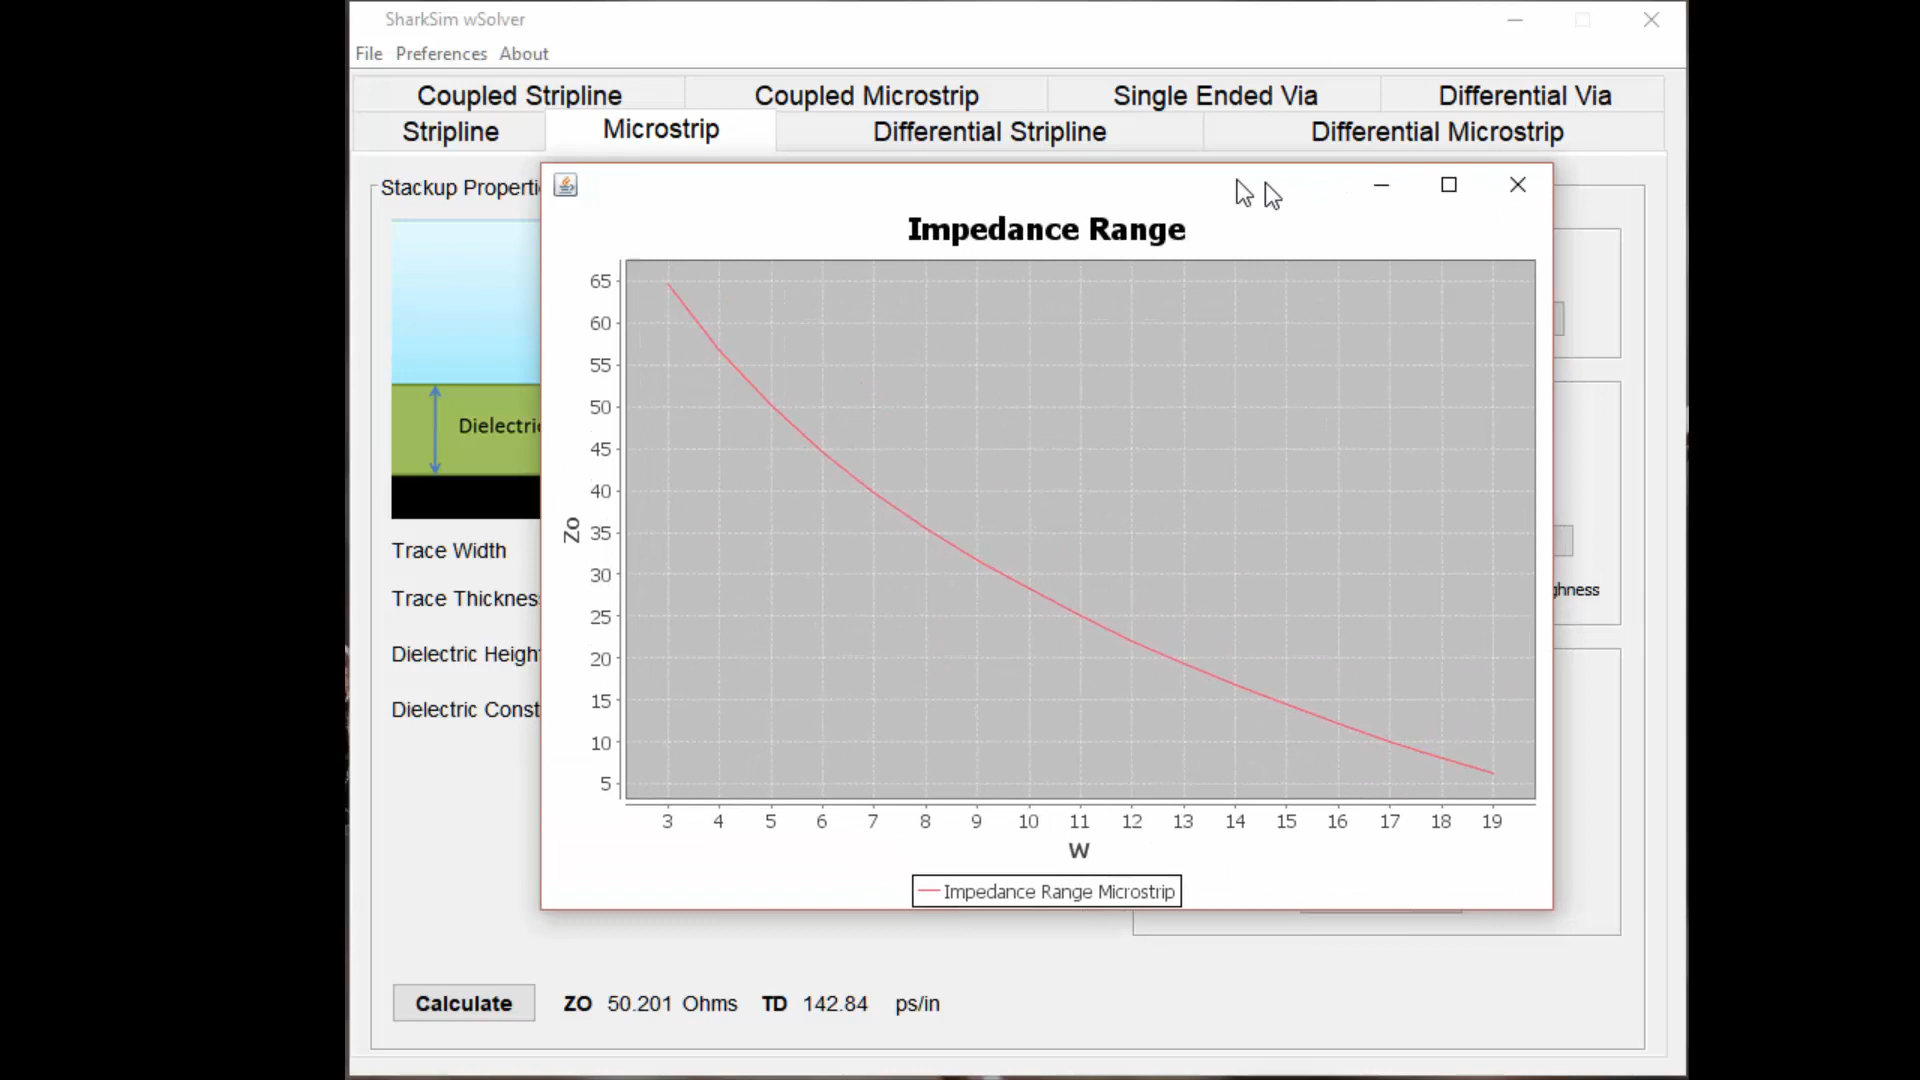 SharkSim wSolver
File Preferences About
Coupled Stripline Coupled Microstrip Single Ended Via Differential Via
Stripline Microstrip Differential Stripline Differential Microstrip
Stackup Properti
Impedance Range
65
60
55
50
45
40
35
30
25
20
15
10
5
Zo
3 4 5 6 7 8 9 10 11 12 13 14 15 16 17 18 19
W
Impedance Range Microstrip
Dielectric
Trace Width
Trace Thicknes
Dielectric Height
Dielectric Const
ghness
Calculate ZO 50.201 Ohms TD 142.84 ps/in